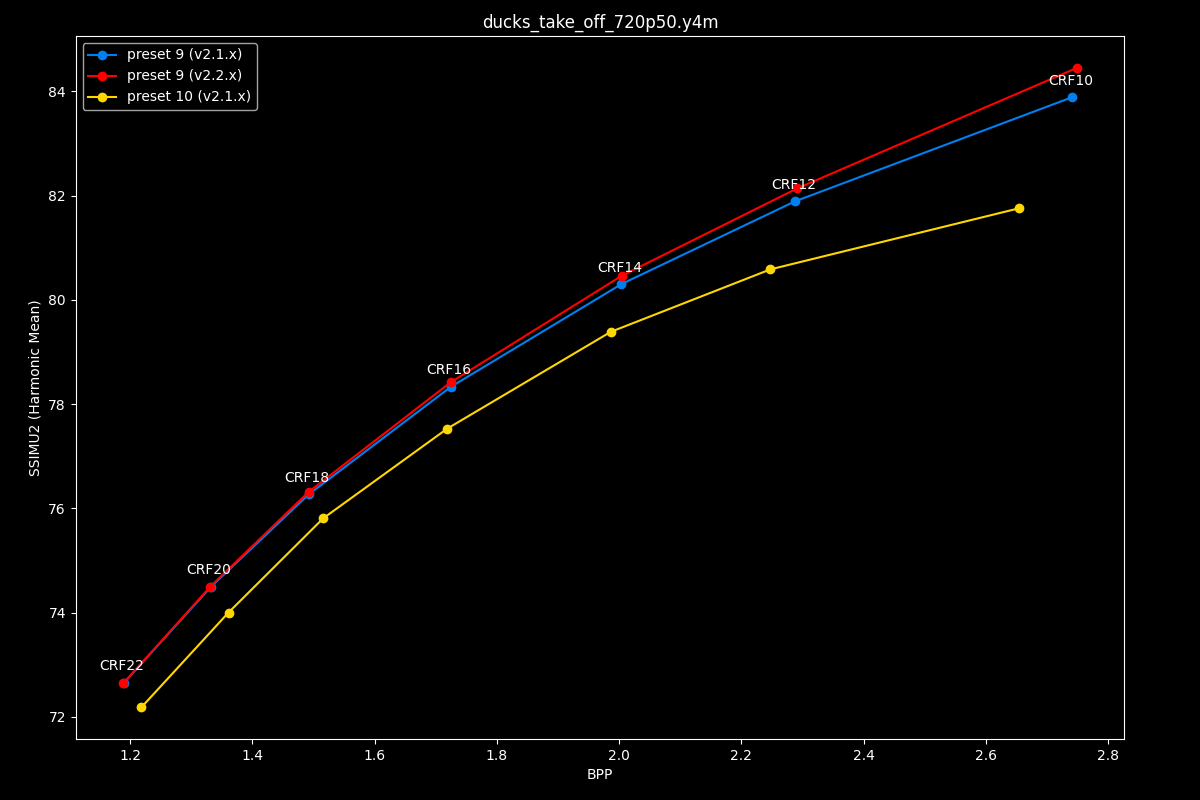 ducks_take_off_720p50.y4m
preset 9 (v2.1.x)
preset 9 (v2.2.x)
preset 10 (v2.1.x)
CRF10
CRF12
CRF14
CRF16
CRF18
CRF20
CRF22
84
82
80
78
76
74
72
SSIMU2 (Harmonic Mean)
1.2 1.4 1.6 1.8 2.0 2.2 2.4 2.6 2.8
BPP